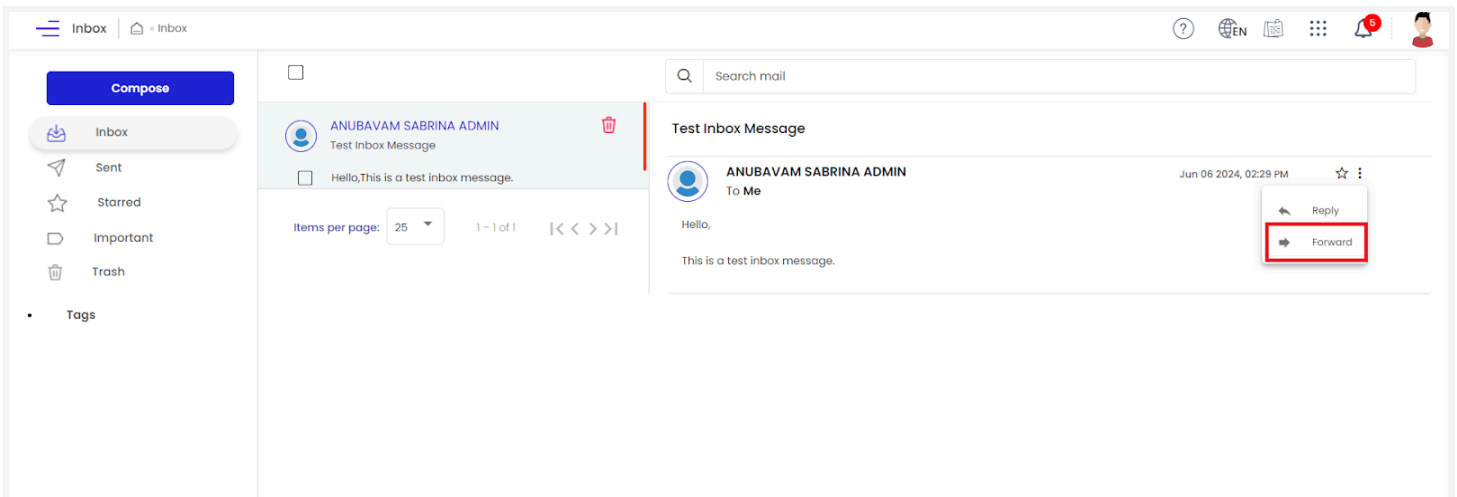 Inbox
Inbox
EN
5
Compose
Inbox
Sent
Starred
Important
Trash
Tags
ANUBAVAM SABRINA ADMIN
Test Inbox Message
Hello,This is a test inbox message.
Items per page: 25 1 – 1 of 1
Search mail
Test Inbox Message
ANUBAVAM SABRINA ADMIN
To Me
Jun 06 2024, 02:29 PM
Reply
Forward
Hello,
This is a test inbox message.